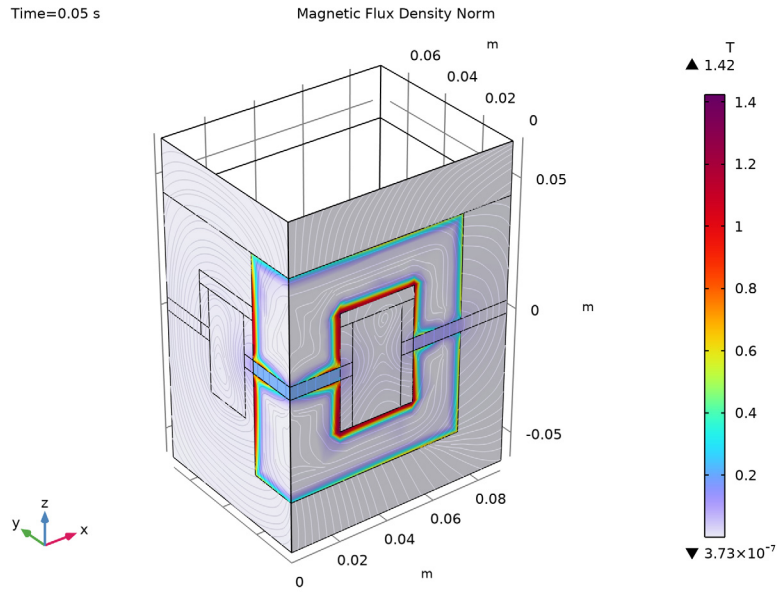 Time=0.05 s
Magnetic Flux Density Norm
m
0.06
0.04
0.02
0
0.05
0
m
-0.05
T
▲ 1.42
1.4
1.2
1
0.8
0.6
0.4
0.2
▼ 3.73×10⁻⁷
z
y
x
0.08
0.06
0.04
0.02
0
m